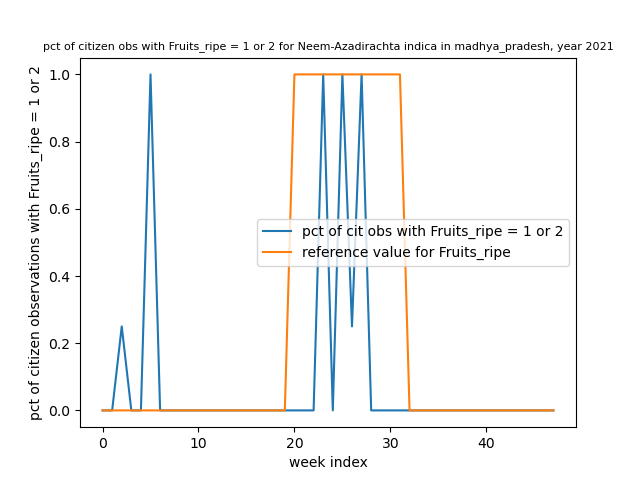 pct of citizen obs with Fruits_ripe = 1 or 2 for Neem-Azadirachta indica in madhya_pradesh, year 2021
pct of citizen observations with Fruits_ripe = 1 or 2
1.0
0.8
0.6
0.4
0.2
0.0
pct of cit obs with Fruits_ripe = 1 or 2
reference value for Fruits_ripe
0 10 20 30 40
week index